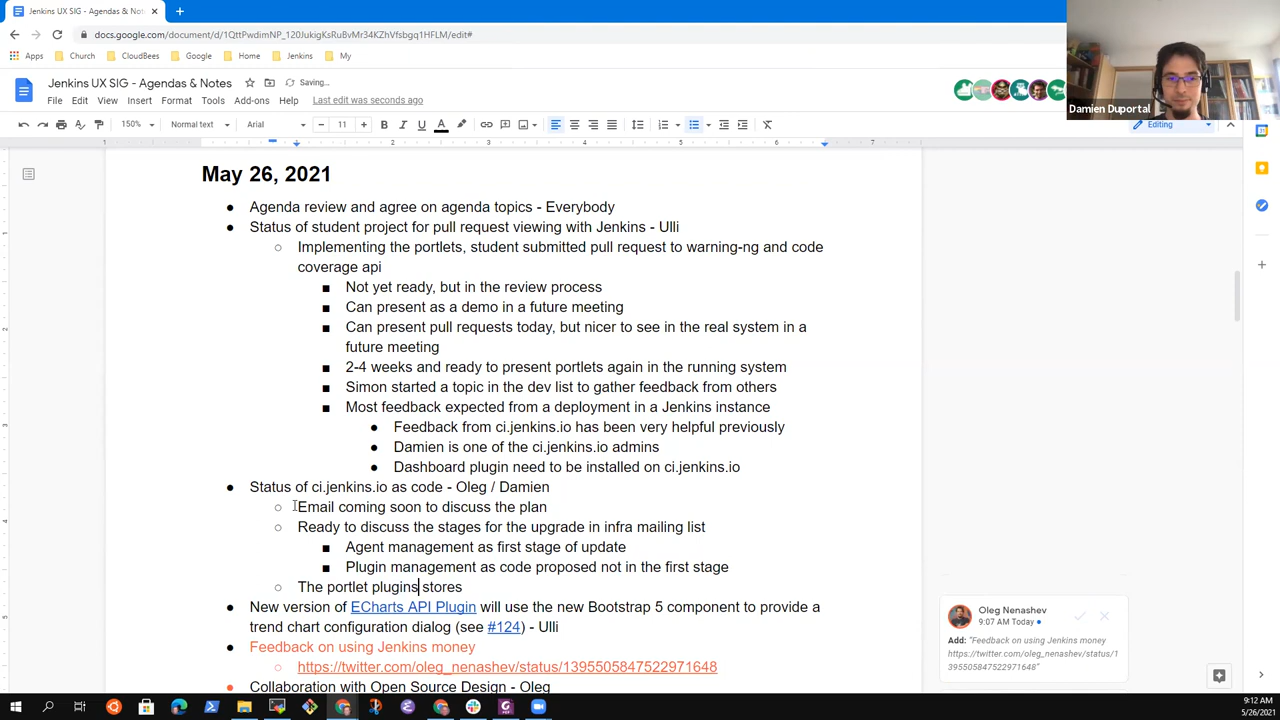 Jenkins UX SIG - Agendas & Not
docs.google.com/document/d/1QttPwdimNP_120JukigKsRuBvMr34KZhVfsbgq1HFLM/edit#
Apps Church CloudBees Google Home Jenkins My
Jenkins UX SIG - Agendas & Notes Saving...
File Edit View Insert Format Tools Add-ons Help Last edit was seconds ago
Damien Duportal
150% Normal text Arial 11 B I U A Editing
1 1 2 3 4 5 6 7
May 26, 2021
Agenda review and agree on agenda topics - Everybody
Status of student project for pull request viewing with Jenkins - Ulli
Implementing the portlets, student submitted pull request to warning-ng and code
coverage api
Not yet ready, but in the review process
Can present as a demo in a future meeting
Can present pull requests today, but nicer to see in the real system in a
future meeting
2-4 weeks and ready to present portlets again in the running system
Simon started a topic in the dev list to gather feedback from others
Most feedback expected from a deployment in a Jenkins instance
Feedback from ci.jenkins.io has been very helpful previously
Damien is one of the ci.jenkins.io admins
Dashboard plugin need to be installed on ci.jenkins.io
Status of ci.jenkins.io as code - Oleg / Damien
Email coming soon to discuss the plan
Ready to discuss the stages for the upgrade in infra mailing list
Agent management as first stage of update
Plugin management as code proposed not in the first stage
The portlet plugins stores
New version of ECharts API Plugin will use the new Bootstrap 5 component to provide a
trend chart configuration dialog (see #124) - Ulli
Feedback on using Jenkins money
https://twitter.com/oleg_nenashev/status/1395505847522971648
Collaboration with Open Source Design - Oleg
Oleg Nenashev
9:07 AM Today
Add: "Feedback on using Jenkins money
https://twitter.com/oleg_nenashev/status/1
395505847522971648"
9:12 AM
5/26/2021